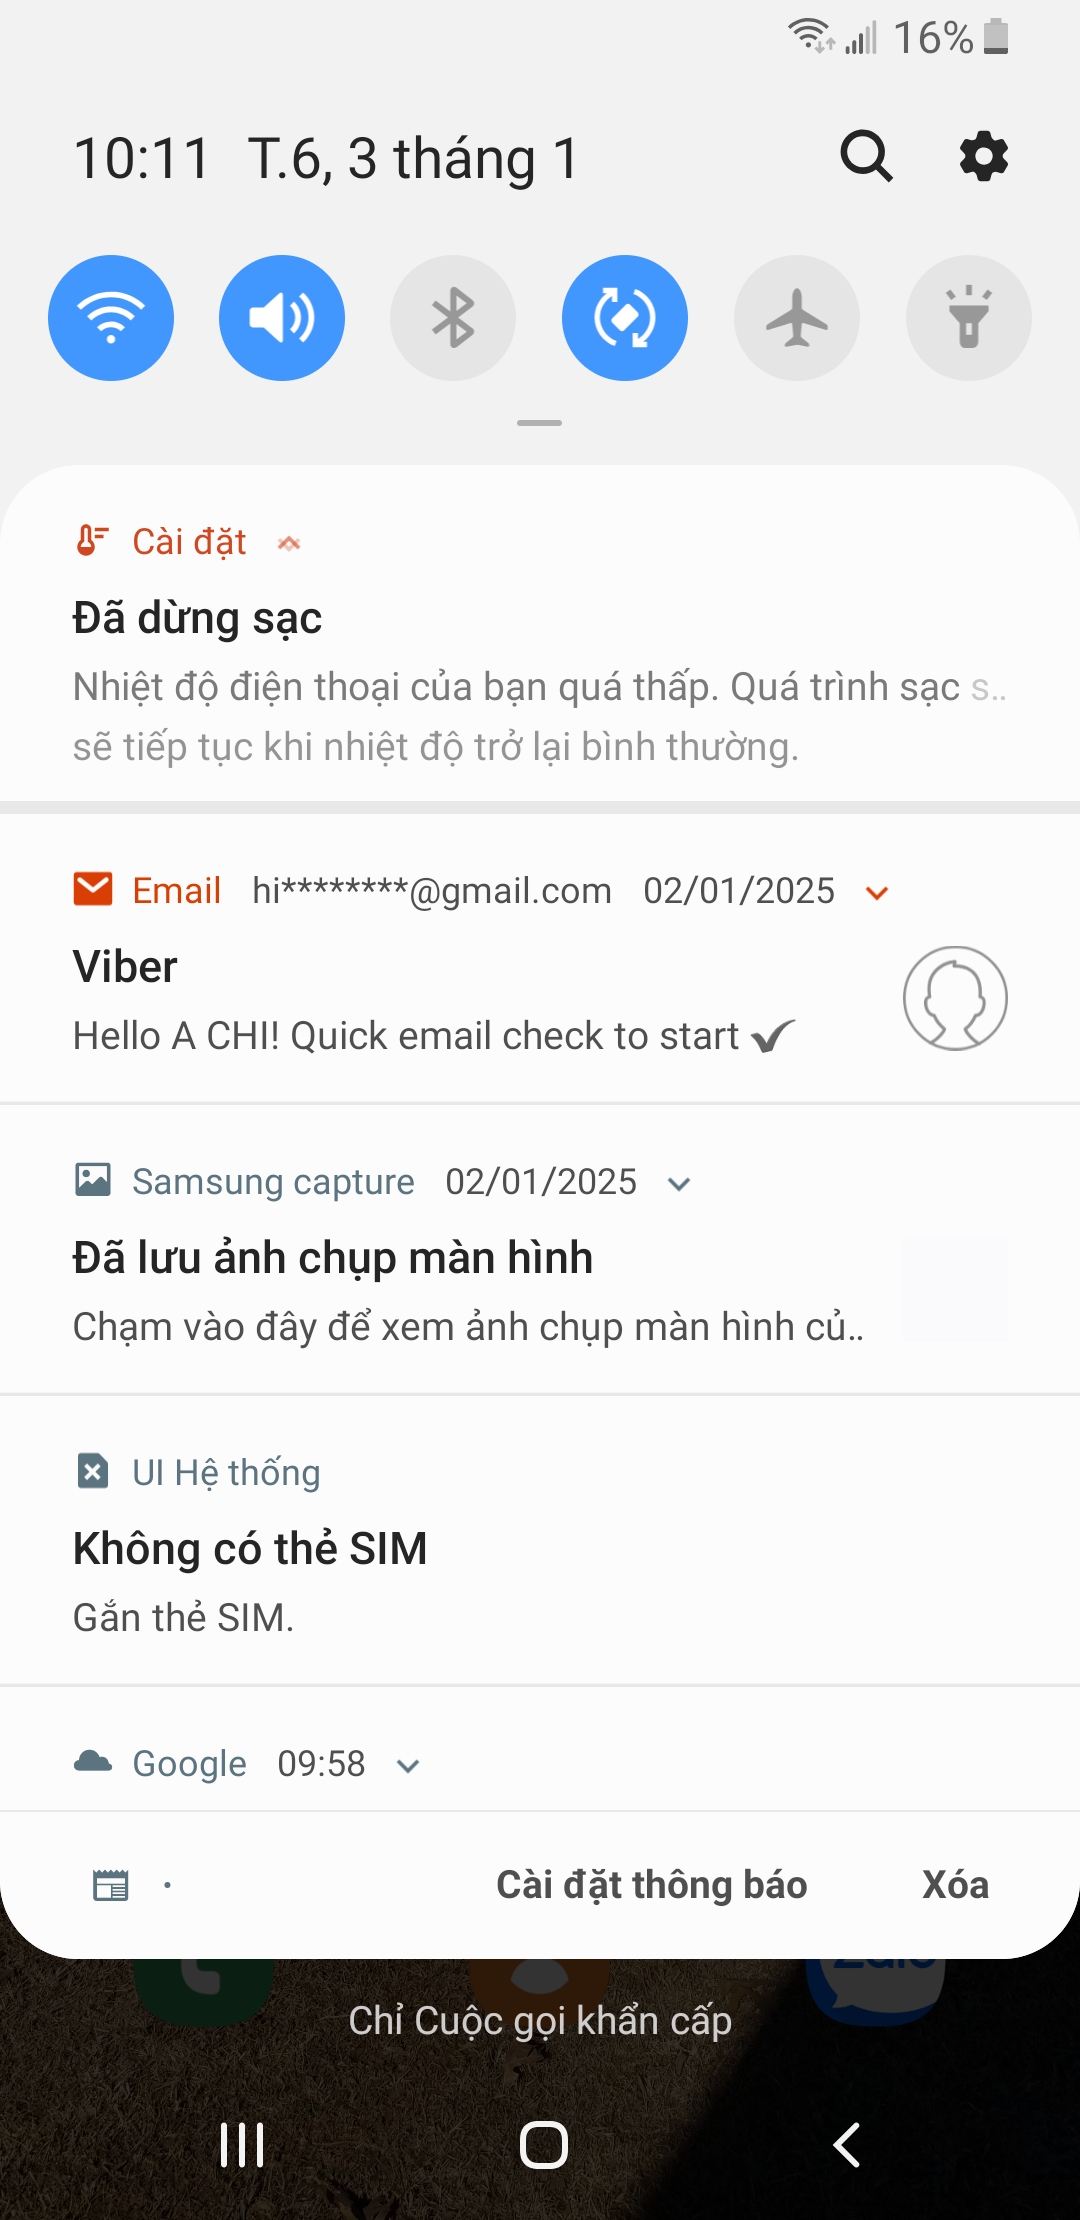 16%
10:11 T.6, 3 tháng 1
Cài đặt
Đã dừng sạc
Nhiệt độ điện thoại của bạn quá thấp. Quá trình sạc s..
sẽ tiếp tục khi nhiệt độ trở lại bình thường.
Email hi********@gmail.com 02/01/2025
Viber
Hello A CHI! Quick email check to start ✔
Samsung capture 02/01/2025
Đã lưu ảnh chụp màn hình
Chạm vào đây để xem ảnh chụp màn hình củ..
UI Hệ thống
Không có thẻ SIM
Gắn thẻ SIM.
Google 09:58
Cài đặt thông báo Xóa
Zalo
Chỉ Cuộc gọi khẩn cấp